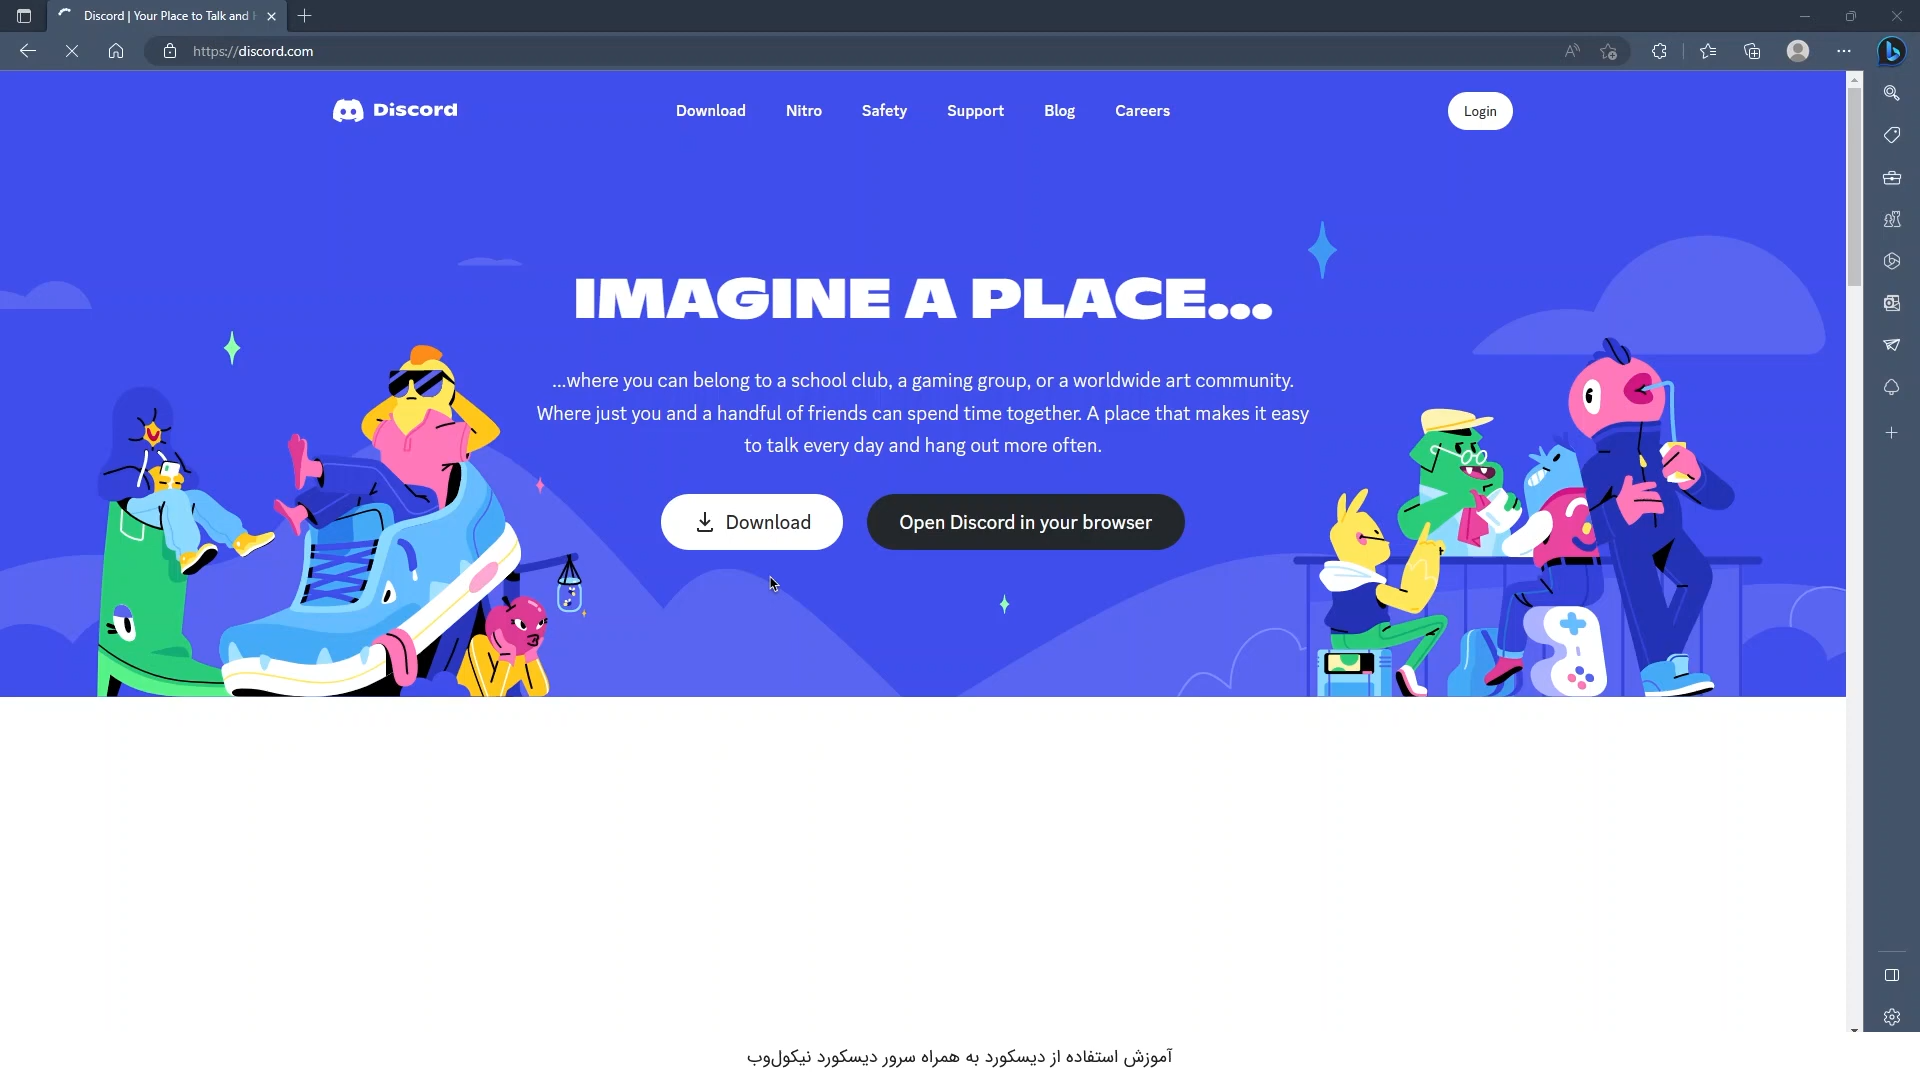 Discord | Your Place to Talk and
https://discord.com
Discord
Download
Nitro
Safety
Support
Blog
Careers
Login
IMAGINE A PLACE...
...where you can belong to a school club, a gaming group, or a worldwide art community.
Where just you and a handful of friends can spend time together. A place that makes it easy
to talk every day and hang out more often.
Download
Open Discord in your browser
آموزش استفاده از دیسکورد به همراه سرور دیسکورد نیکول‌وب